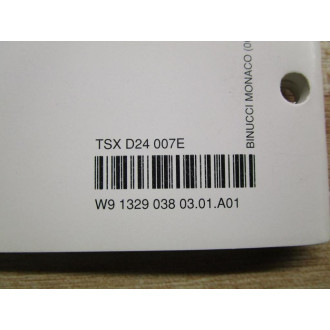 TSX D24 007E
W9 1329 038 03.01.A01
BINUCCI MONACO